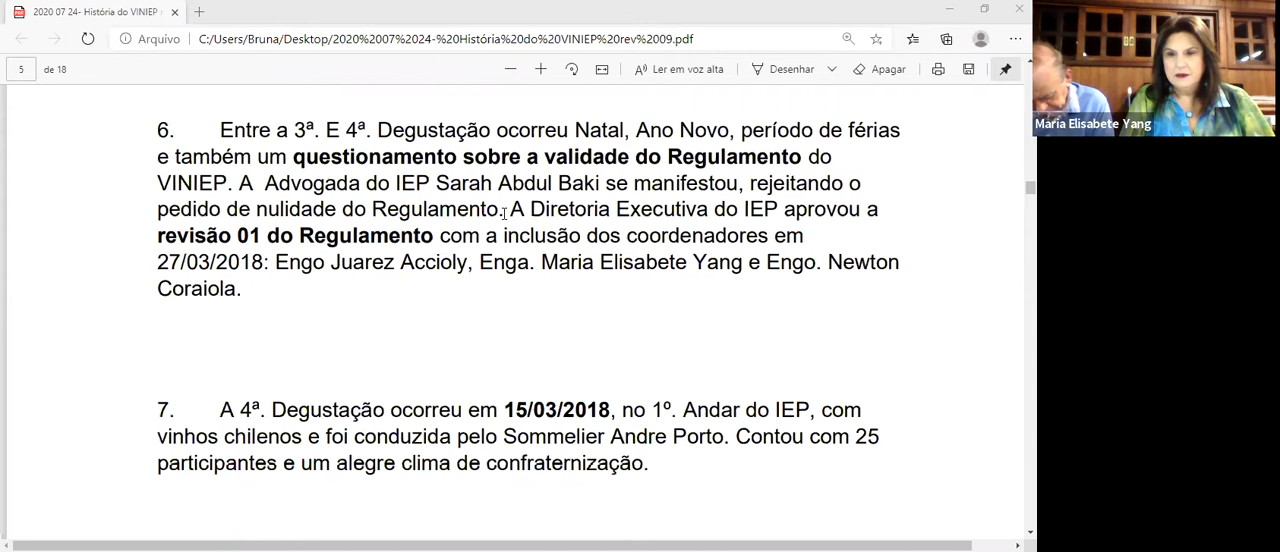 2020 07 24- História do VINIEP r
Arquivo C:/Users/Bruna/Desktop/2020%2007%2024-%20História%20do%20VINIEP%20rev%2009.pdf
5 de 18 Ler em voz alta Desenhar Apagar
Maria Elisabete Yang
6. Entre a 3ª. E 4ª. Degustação ocorreu Natal, Ano Novo, período de férias
e também um questionamento sobre a validade do Regulamento do
VINIEP. A Advogada do IEP Sarah Abdul Baki se manifestou, rejeitando o
pedido de nulidade do Regulamento. A Diretoria Executiva do IEP aprovou a
revisão 01 do Regulamento com a inclusão dos coordenadores em
27/03/2018: Engo Juarez Accioly, Enga. Maria Elisabete Yang e Engo. Newton
Coraiola.
7. A 4ª. Degustação ocorreu em 15/03/2018, no 1º. Andar do IEP, com
vinhos chilenos e foi conduzida pelo Sommelier Andre Porto. Contou com 25
participantes e um alegre clima de confraternização.